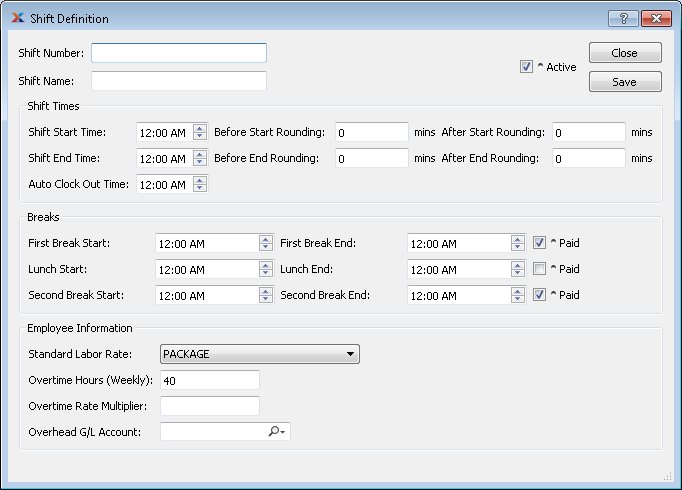 Shift Definition
?
Shift Number:
Close
^ Active
Shift Name:
Save
Shift Times
Shift Start Time: 12:00 AM Before Start Rounding: 0 mins After Start Rounding: 0 mins
Shift End Time: 12:00 AM Before End Rounding: 0 mins After End Rounding: 0 mins
Auto Clock Out Time: 12:00 AM
Breaks
First Break Start: 12:00 AM First Break End: 12:00 AM ^ Paid
Lunch Start: 12:00 AM Lunch End: 12:00 AM ^ Paid
Second Break Start: 12:00 AM Second Break End: 12:00 AM ^ Paid
Employee Information
Standard Labor Rate: PACKAGE
Overtime Hours (Weekly): 40
Overtime Rate Multiplier:
Overhead G/L Account: